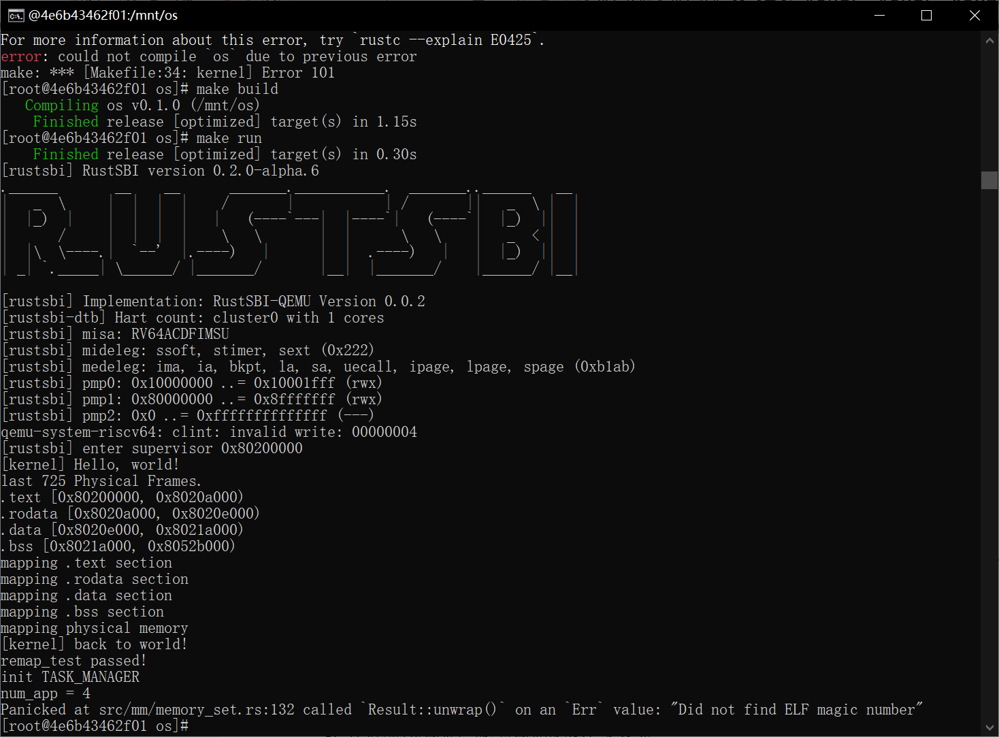 @4e6b43462f01:/mnt/os
For more information about this error, try `rustc --explain E0425`.
error: could not compile `os` due to previous error
make: *** [Makefile:34: kernel] Error 101
[root@4e6b43462f01 os]# make build
   Compiling os v0.1.0 (/mnt/os)
    Finished release [optimized] target(s) in 1.15s
[root@4e6b43462f01 os]# make run
    Finished release [optimized] target(s) in 0.30s
[rustsbi] RustSBI version 0.2.0-alpha.6
.______       __    __      _______.___________.  _______..______   __
|   _  \     |  |  |  |    /       |           | /       ||   _  \ |  |
|  |_)  |    |  |  |  |   |   (----`---|  |----`|   (----`|  |_)  ||  |
|      /     |  |  |  |    \   \       |  |      \   \    |   _  < |  |
|  |\  \----.|  `--'  |.----)   |      |  |  .----)   |   |  |_)  ||  |
| _| `._____| \______/ |_______/       |__|  |_______/    |______/ |__|
[rustsbi] Implementation: RustSBI-QEMU Version 0.0.2
[rustsbi-dtb] Hart count: cluster0 with 1 cores
[rustsbi] misa: RV64ACDFIMSU
[rustsbi] mideleg: ssoft, stimer, sext (0x222)
[rustsbi] medeleg: ima, ia, bkpt, la, sa, uecall, ipage, lpage, spage (0xb1ab)
[rustsbi] pmp0: 0x10000000 ..= 0x10001fff (rwx)
[rustsbi] pmp1: 0x80000000 ..= 0x8fffffff (rwx)
[rustsbi] pmp2: 0x0 ..= 0xffffffffffffff (---)
qemu-system-riscv64: clint: invalid write: 00000004
[rustsbi] enter supervisor 0x80200000
[kernel] Hello, world!
last 725 Physical Frames.
.text [0x80200000, 0x8020a000)
.rodata [0x8020a000, 0x8020e000)
.data [0x8020e000, 0x8021a000)
.bss [0x8021a000, 0x8052b000)
mapping .text section
mapping .rodata section
mapping .data section
mapping .bss section
mapping physical memory
[kernel] back to world!
remap_test passed!
init TASK_MANAGER
num_app = 4
Panicked at src/mm/memory_set.rs:132 called `Result::unwrap()` on an `Err` value: "Did not find ELF magic number"
[root@4e6b43462f01 os]#